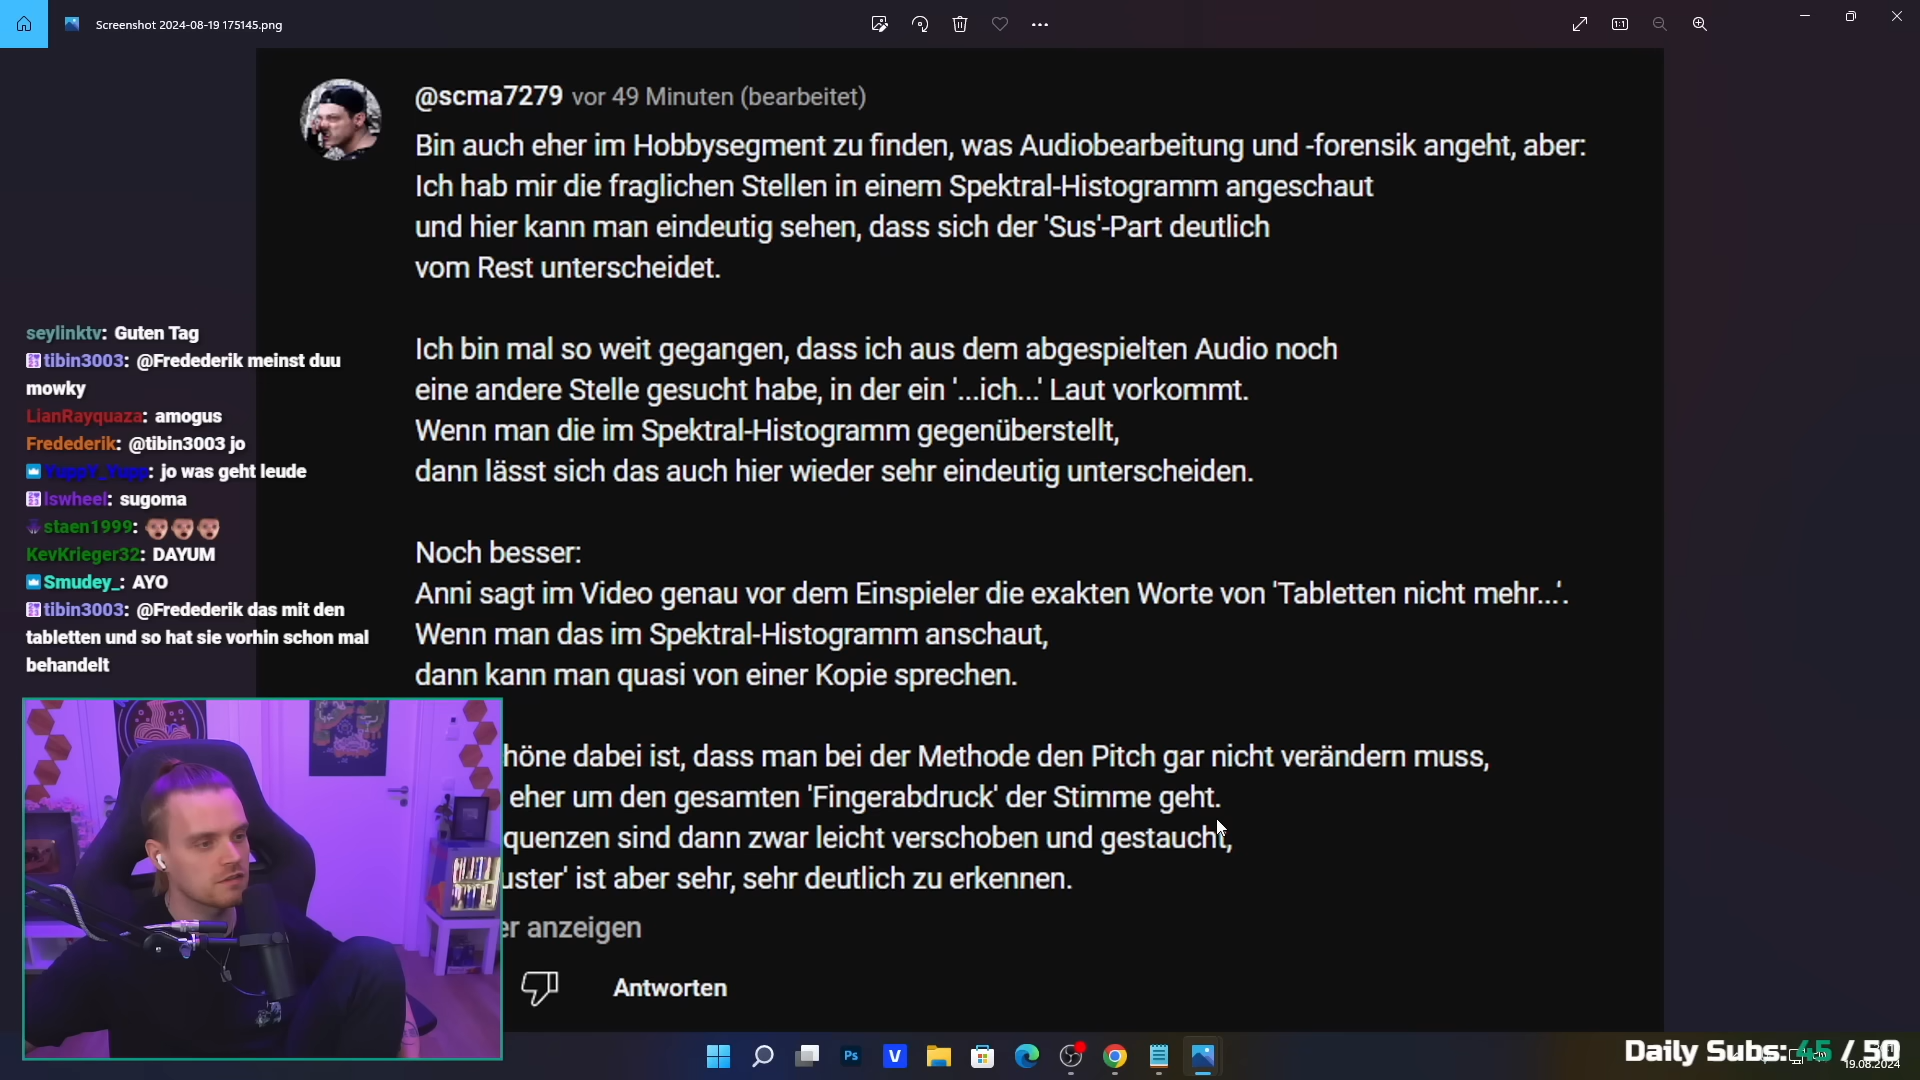 Screenshot 2024-08-19 175145.png
@scma7279 vor 49 Minuten (bearbeitet)
Bin auch eher im Hobbysegment zu finden, was Audiobearbeitung und -forensik angeht, aber:
Ich hab mir die fraglichen Stellen in einem Spektral-Histogramm angeschaut
und hier kann man eindeutig sehen, dass sich der 'Sus'-Part deutlich
vom Rest unterscheidet.
Ich bin mal so weit gegangen, dass ich aus dem abgespielten Audio noch
eine andere Stelle gesucht habe, in der ein '...ich...' Laut vorkommt.
Wenn man die im Spektral-Histogramm gegenüberstellt,
dann lässt sich das auch hier wieder sehr eindeutig unterscheiden.
Noch besser:
Anni sagt im Video genau vor dem Einspieler die exakten Worte von 'Tabletten nicht mehr...'.
Wenn man das im Spektral-Histogramm anschaut,
dann kann man quasi von einer Kopie sprechen.
höne dabei ist, dass man bei der Methode den Pitch gar nicht verändern muss,
eher um den gesamten 'Fingerabdruck' der Stimme geht.
quenzen sind dann zwar leicht verschoben und gestaucht,
uster' ist aber sehr, sehr deutlich zu erkennen.
er anzeigen
Antworten
seylinktv: Guten Tag
tibin3003: @Fredederik meinst duu
mowky
LianRayquaza: amogus
Fredederik: @tibin3003 jo
YuppY_Yupp: jo was geht leude
lswheel: sugoma
staen1999:
KevKrieger32: DAYUM
Smudey_: AYO
tibin3003: @Fredederik das mit den
tabletten und so hat sie vorhin schon mal
behandelt
Ps
V
Daily Subs: 45 / 50
19.08.2024